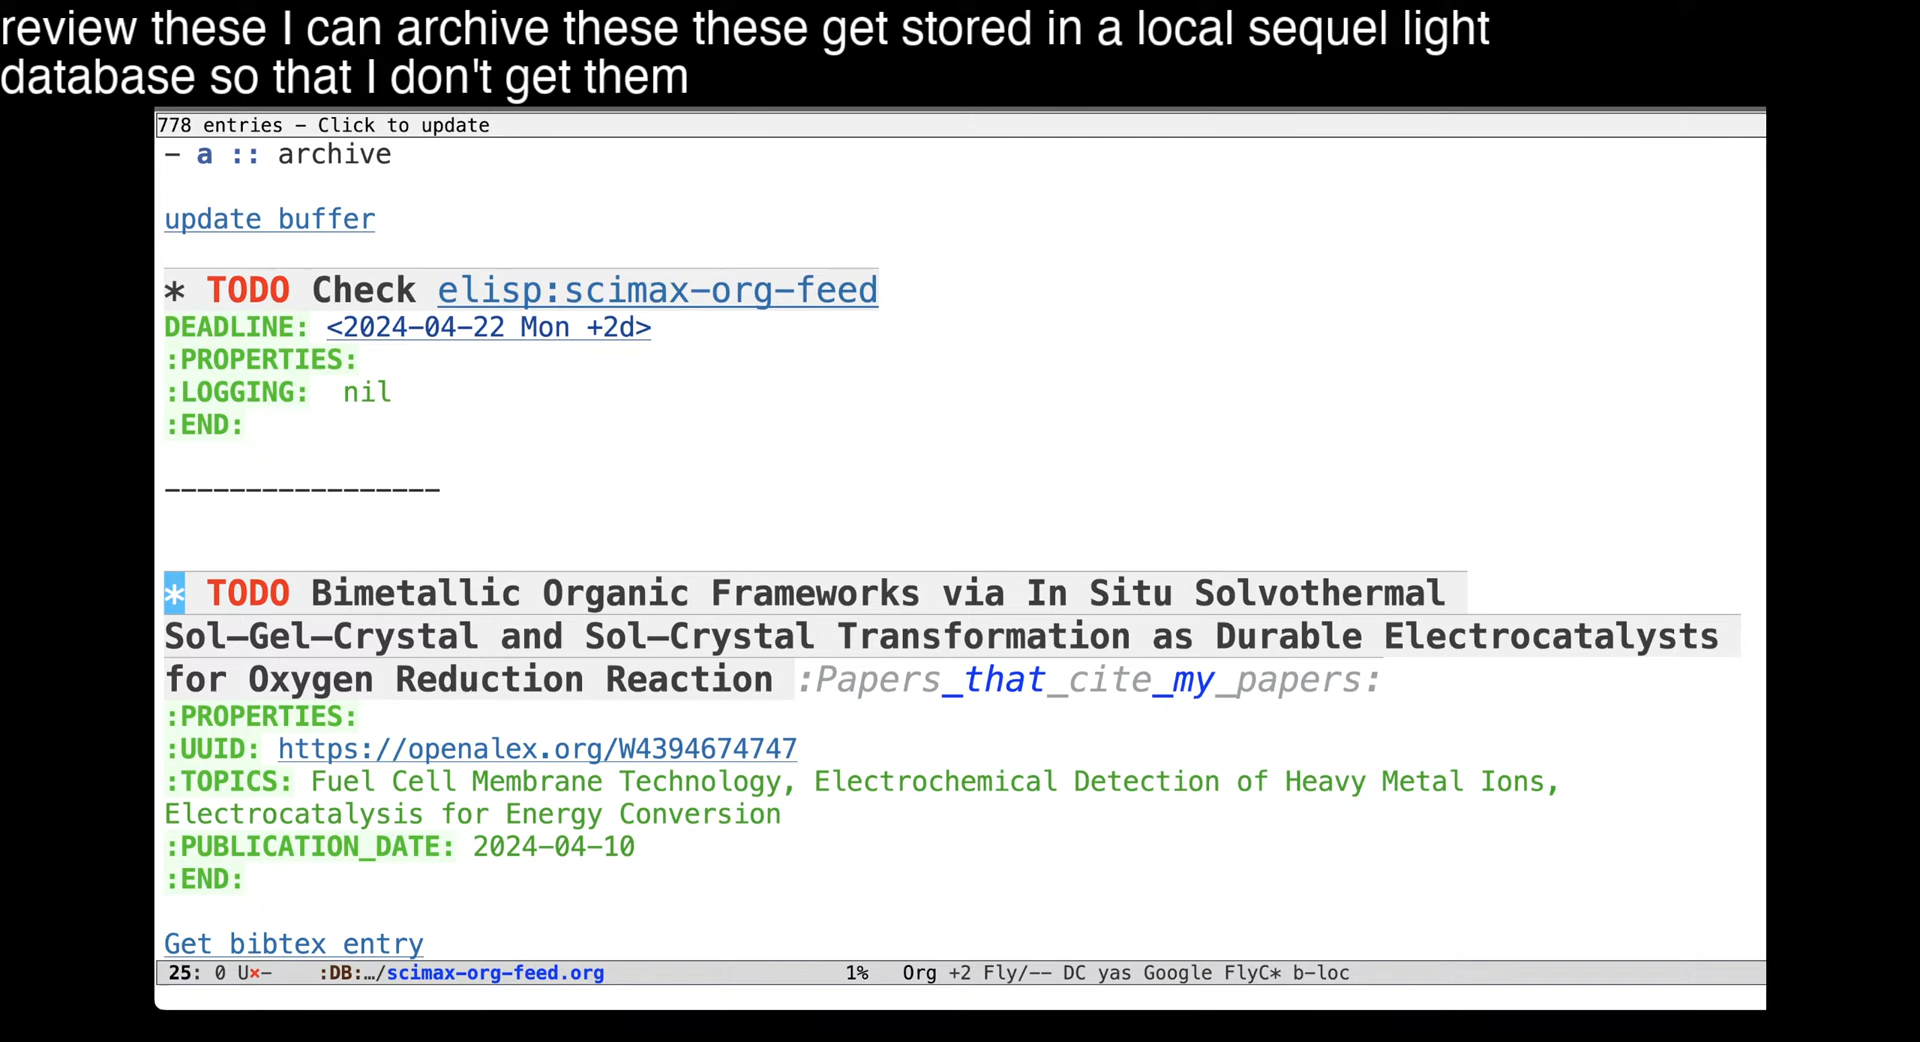 review these I can archive these these get stored in a local sequel light
database so that I don't get them
778 entries – Click to update
– a :: archive
update buffer
* TODO Check elisp:scimax-org-feed
DEADLINE: <2024-04-22 Mon +2d>
:PROPERTIES:
:LOGGING:  nil
:END:
-----------------
* TODO Bimetallic Organic Frameworks via In Situ Solvothermal
Sol–Gel–Crystal and Sol–Crystal Transformation as Durable Electrocatalysts
for Oxygen Reduction Reaction :Papers_that_cite_my_papers:
:PROPERTIES:
:UUID: https://openalex.org/W4394674747
:TOPICS: Fuel Cell Membrane Technology, Electrochemical Detection of Heavy Metal Ions,
Electrocatalysis for Energy Conversion
:PUBLICATION_DATE: 2024-04-10
:END:
Get bibtex entry
25: 0 U×–   :DB:…/scimax-org-feed.org   1%   Org +2 Fly/-- DC yas Google FlyC* b-loc